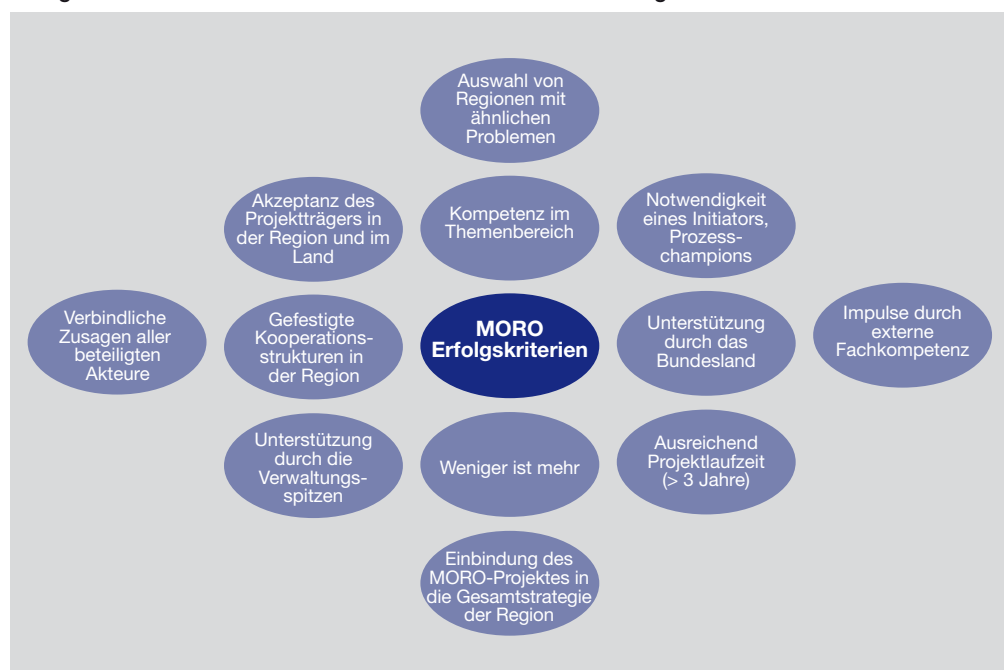 Auswahl von
Regionen mit
ähnlichen
Problemen
Akzeptanz des
Projektträgers in
der Region und im
Land
Kompetenz im
Themenbereich
Notwendigkeit
eines Initiators,
Prozess-
champions
Verbindliche
Zusagen aller
beteiligten
Akteure
Gefestigte
Kooperations-
strukturen in
der Region
MORO
Erfolgskriterien
Unterstützung
durch das
Bundesland
Impulse durch
externe
Fachkompetenz
Unterstützung
durch die
Verwaltungs-
spitzen
Weniger ist mehr
Ausreichend
Projektlaufzeit
(> 3 Jahre)
Einbindung des
MORO-Projektes in
die Gesamtstrategie
der Region